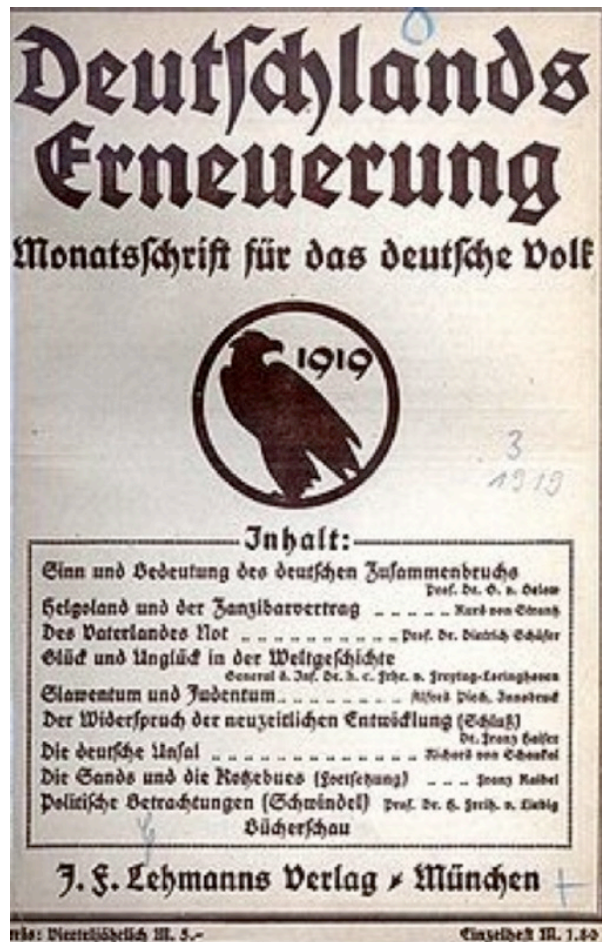 Deutſchlands
Erneuerung
Monatsſchrift für das deutſche Volk
1919
3
1919
Inhalt:
Sinn und Bedeutung des deutſchen Zuſammenbruchs
Prof. Dr. G. v. Below
Helgoland und der Zanzibarvertrag _ _ _ _ _ Kurd von Strantz
Des Vaterlandes Not _ _ _ _ _ _ _ _ _ _ Prof. Dr. Dietrich Schäfer
Glück und Unglück in der Weltgeſchichte
General d. Inf. Dr. h. c. Frhr. v. Freytag-Loringhoven
Slawentum und Judentum _ _ _ _ _ _ _ Alfred Pſch, Innsbruck
Der Widerſpruch der neuzeitlichen Entwicklung (Schluß)
Dr. Franz Haiſer
Die deutſche Unſal _ _ _ _ _ _ _ _ _ _ _ Richard von Schaukal
Die Sands und die Kotzebues (Fortſetzung) _ _ _ Franz Kaibel
Politiſche Betrachtungen (Schwindel) Prof. Dr. H. Freih. v. Liebig
Bücherſchau
J. F. Lehmanns Verlag / München
Vierteljährlich M. 5.- Einzelheft M. 1.80